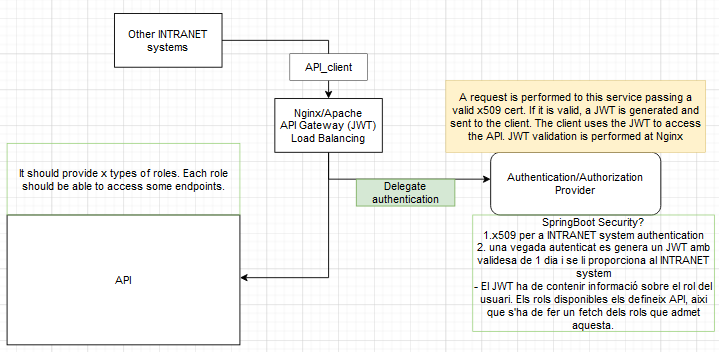 Other INTRANET
systems
API_client
Nginx/Apache
API Gateway (JWT)
Load Balancing
A request is performed to this service passing a
valid x509 cert. If it is valid, a JWT is generated and
sent to the client. The client uses the JWT to access
the API. JWT validation is performed at Nginx
It should provide x types of roles. Each role
should be able to access some endpoints.
Delegate
authentication
Authentication/Authorization
Provider
SpringBoot Security?
1.x509 per a INTRANET system authentication
2. una vegada autenticat es genera un JWT amb
validesa de 1 dia i se li proporciona al INTRANET
system
- El JWT ha de contenir informació sobre el rol del
usuari. Els rols disponibles els defineix API, aixi
que s'ha de fer un fetch dels rols que admet
aquesta.
API